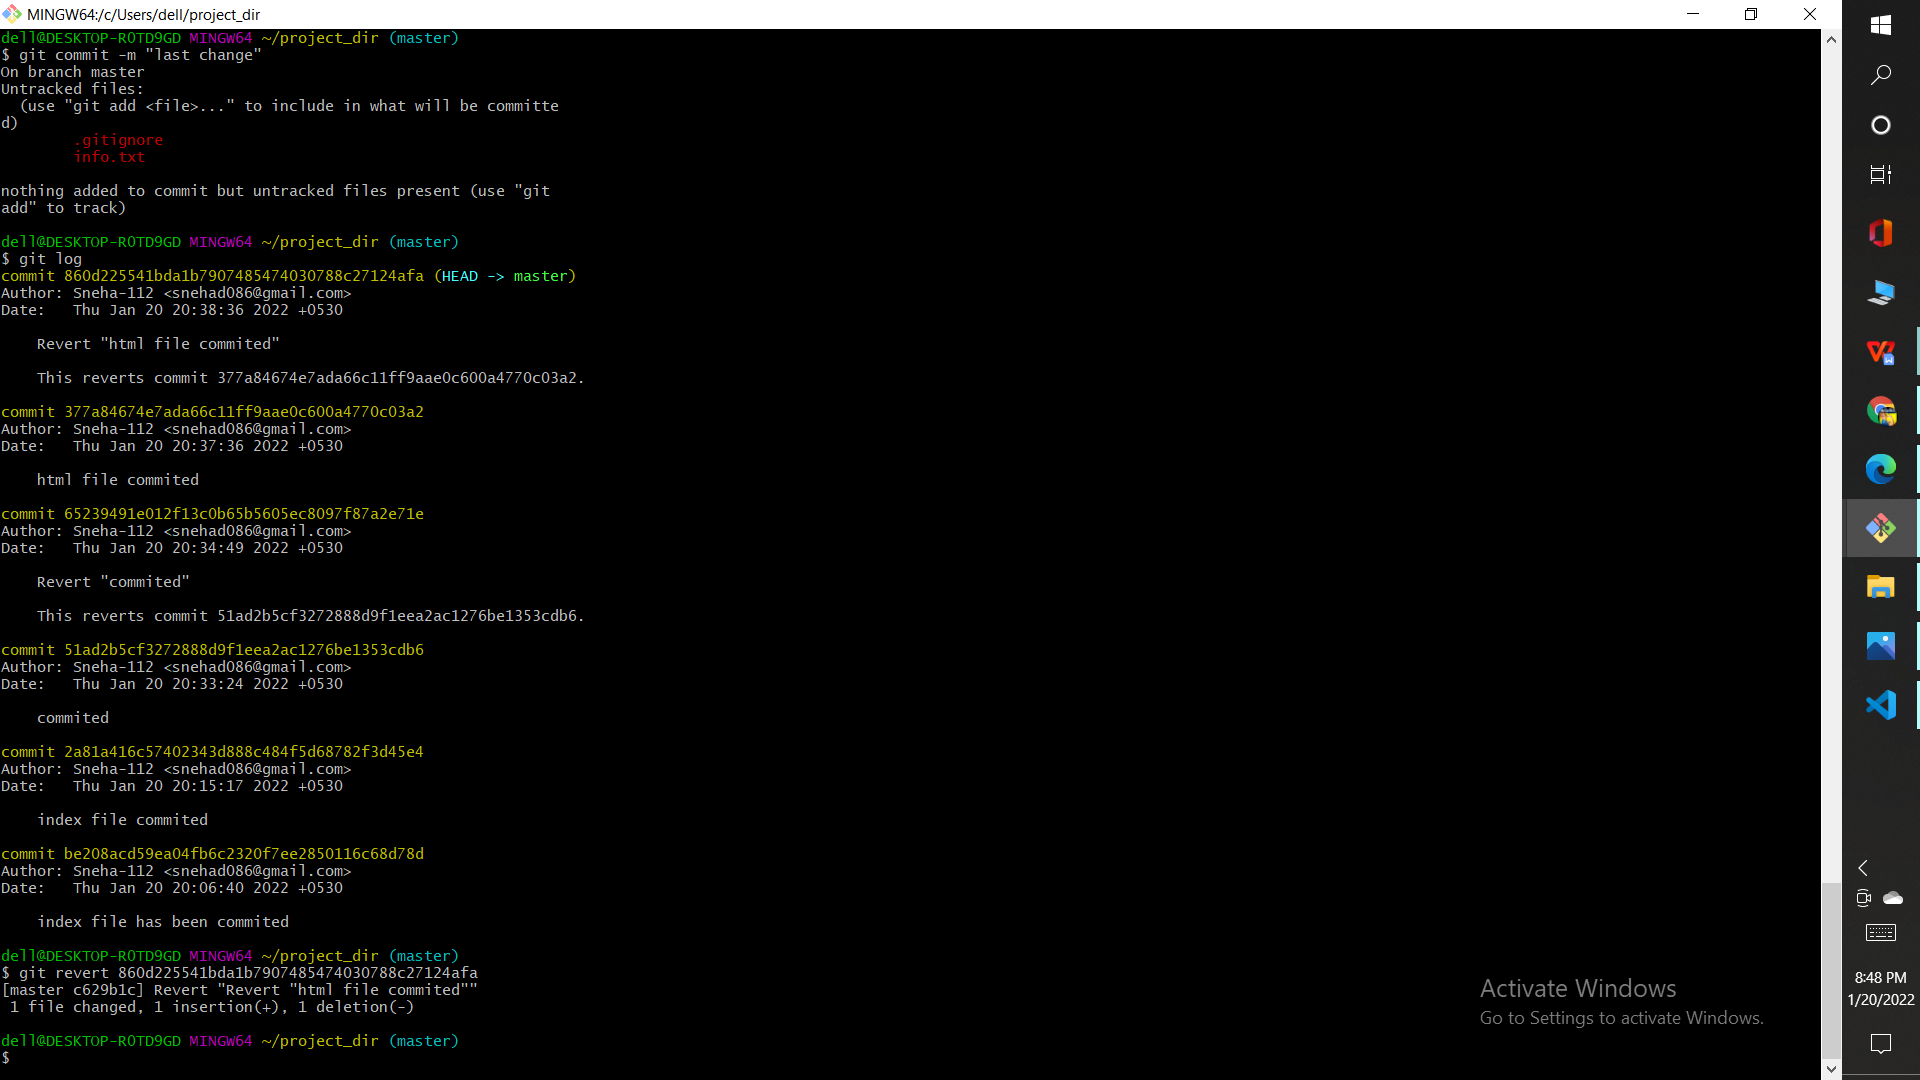 MINGW64:/c/Users/dell/project_dir
dell@DESKTOP-R0TD9GD MINGW64 ~/project_dir (master)
$ git commit -m "last change"
On branch master
Untracked files:
  (use "git add <file>..." to include in what will be committe
d)
        .gitignore
        info.txt

nothing added to commit but untracked files present (use "git
add" to track)

dell@DESKTOP-R0TD9GD MINGW64 ~/project_dir (master)
$ git log
commit 860d225541bda1b7907485474030788c27124afa (HEAD -> master)
Author: Sneha-112 <snehad086@gmail.com>
Date:   Thu Jan 20 20:38:36 2022 +0530

    Revert "html file commited"

    This reverts commit 377a84674e7ada66c11ff9aae0c600a4770c03a2.

commit 377a84674e7ada66c11ff9aae0c600a4770c03a2
Author: Sneha-112 <snehad086@gmail.com>
Date:   Thu Jan 20 20:37:36 2022 +0530

    html file commited

commit 65239491e012f13c0b65b5605ec8097f87a2e71e
Author: Sneha-112 <snehad086@gmail.com>
Date:   Thu Jan 20 20:34:49 2022 +0530

    Revert "commited"

    This reverts commit 51ad2b5cf3272888d9f1eea2ac1276be1353cdb6.

commit 51ad2b5cf3272888d9f1eea2ac1276be1353cdb6
Author: Sneha-112 <snehad086@gmail.com>
Date:   Thu Jan 20 20:33:24 2022 +0530

    commited

commit 2a81a416c57402343d888c484f5d68782f3d45e4
Author: Sneha-112 <snehad086@gmail.com>
Date:   Thu Jan 20 20:15:17 2022 +0530

    index file commited

commit be208acd59ea04fb6c2320f7ee2850116c68d78d
Author: Sneha-112 <snehad086@gmail.com>
Date:   Thu Jan 20 20:06:40 2022 +0530

    index file has been commited

dell@DESKTOP-R0TD9GD MINGW64 ~/project_dir (master)
$ git revert 860d225541bda1b7907485474030788c27124afa
[master c629b1c] Revert "Revert "html file commited""
 1 file changed, 1 insertion(+), 1 deletion(-)

dell@DESKTOP-R0TD9GD MINGW64 ~/project_dir (master)
$
Activate Windows
Go to Settings to activate Windows.
8:48 PM
1/20/2022